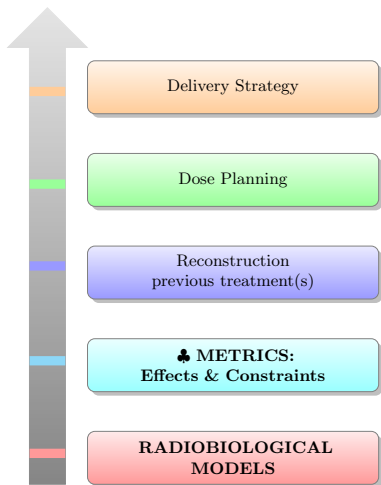 Delivery Strategy
Dose Planning
Reconstruction
previous treatment(s)
♣ METRICS:
Effects & Constraints
RADIOBIOLOGICAL
MODELS